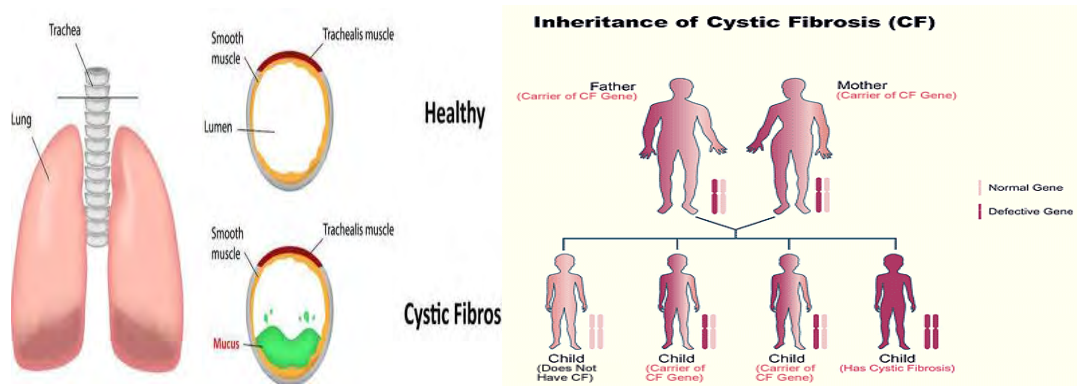 Trachea
Lung
Smooth
muscle
Trachealis muscle
Lumen
Healthy
Smooth
muscle
Trachealis muscle
Mucus
Cystic Fibros
Inheritance of Cystic Fibrosis (CF)
Father
(Carrier of CF Gene)
Mother
(Carrier of CF Gene)
Normal Gene
Defective Gene
Child
(Does Not
Have CF)
Child
(Carrier of
CF Gene)
Child
(Carrier of
CF Gene)
Child
(Has Cystic Fibrosis)